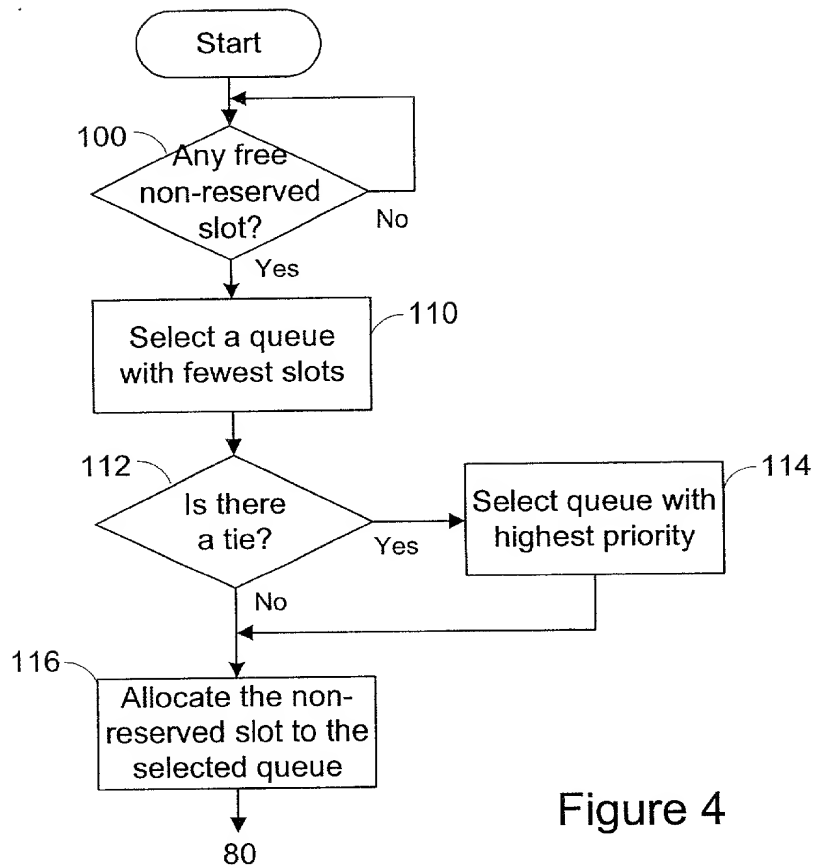 Start
100
Any free
non-reserved
slot?
No
Yes
110
Select a queue
with fewest slots
112
Is there
a tie?
Yes
114
Select queue with
highest priority
No
116
Allocate the non-
reserved slot to the
selected queue
80
Figure 4